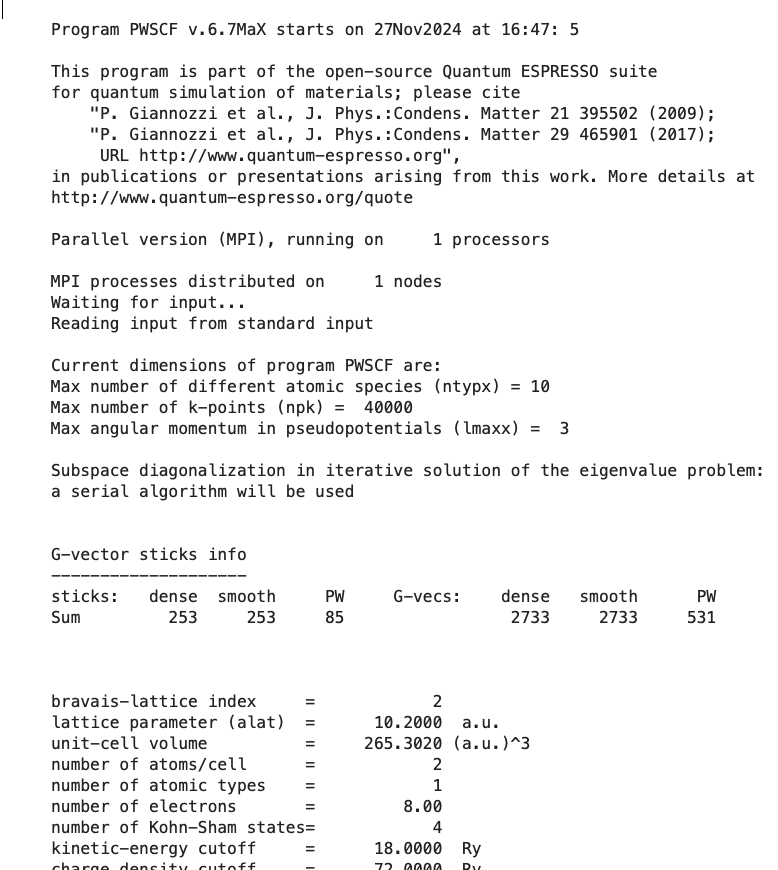 Program PWSCF v.6.7MaX starts on 27Nov2024 at 16:47: 5
This program is part of the open-source Quantum ESPRESSO suite
for quantum simulation of materials; please cite
"P. Giannozzi et al., J. Phys.:Condens. Matter 21 395502 (2009);
"P. Giannozzi et al., J. Phys.:Condens. Matter 29 465901 (2017);
URL http://www.quantum-espresso.org",
in publications or presentations arising from this work. More details at
http://www.quantum-espresso.org/quote
Parallel version (MPI), running on     1 processors
MPI processes distributed on     1 nodes
Waiting for input...
Reading input from standard input
Current dimensions of program PWSCF are:
Max number of different atomic species (ntypx) = 10
Max number of k-points (npk) =  40000
Max angular momentum in pseudopotentials (lmaxx) =  3
Subspace diagonalization in iterative solution of the eigenvalue problem:
a serial algorithm will be used
G-vector sticks info
--------------------
sticks:   dense  smooth     PW     G-vecs:    dense   smooth      PW
Sum         253     253     85                 2733     2733     531
bravais-lattice index     =            2
lattice parameter (alat)  =      10.2000  a.u.
unit-cell volume          =     265.3020 (a.u.)^3
number of atoms/cell      =            2
number of atomic types    =            1
number of electrons       =         8.00
number of Kohn-Sham states=            4
kinetic-energy cutoff     =      18.0000  Ry
charge density cutoff     =      72.0000  Ry